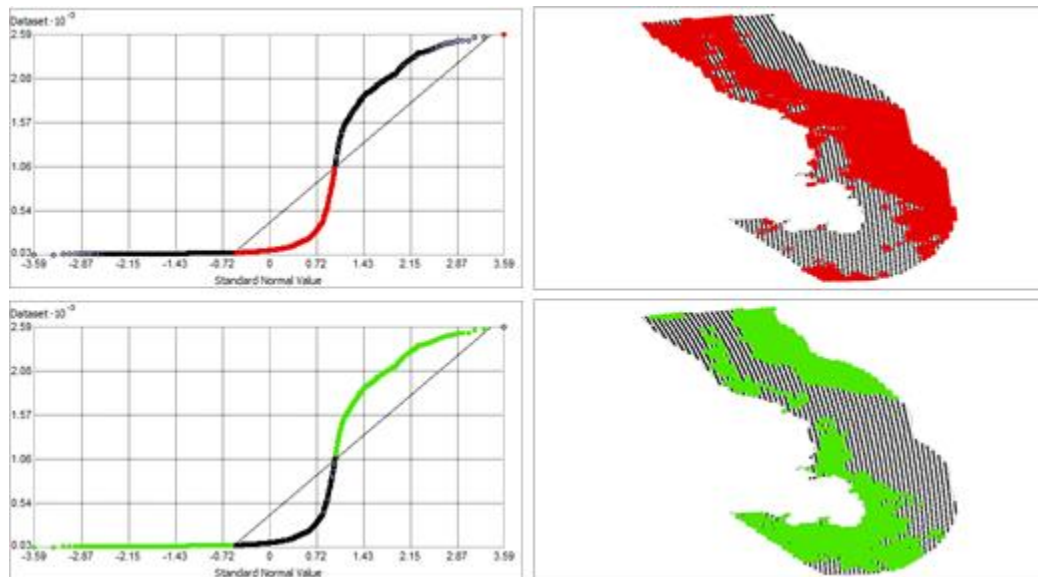 Dataset · 10⁻³
2.59
2.08
1.57
1.06
0.54
0.03
-3.59 -2.87 -2.15 -1.43 -0.72 0 0.72 1.43 2.15 2.87 3.59
Standard Normal Value
Dataset · 10⁻³
2.59
2.08
1.57
1.06
0.54
0.03
-3.59 -2.87 -2.15 -1.43 -0.72 0 0.72 1.43 2.15 2.87 3.59
Standard Normal Value